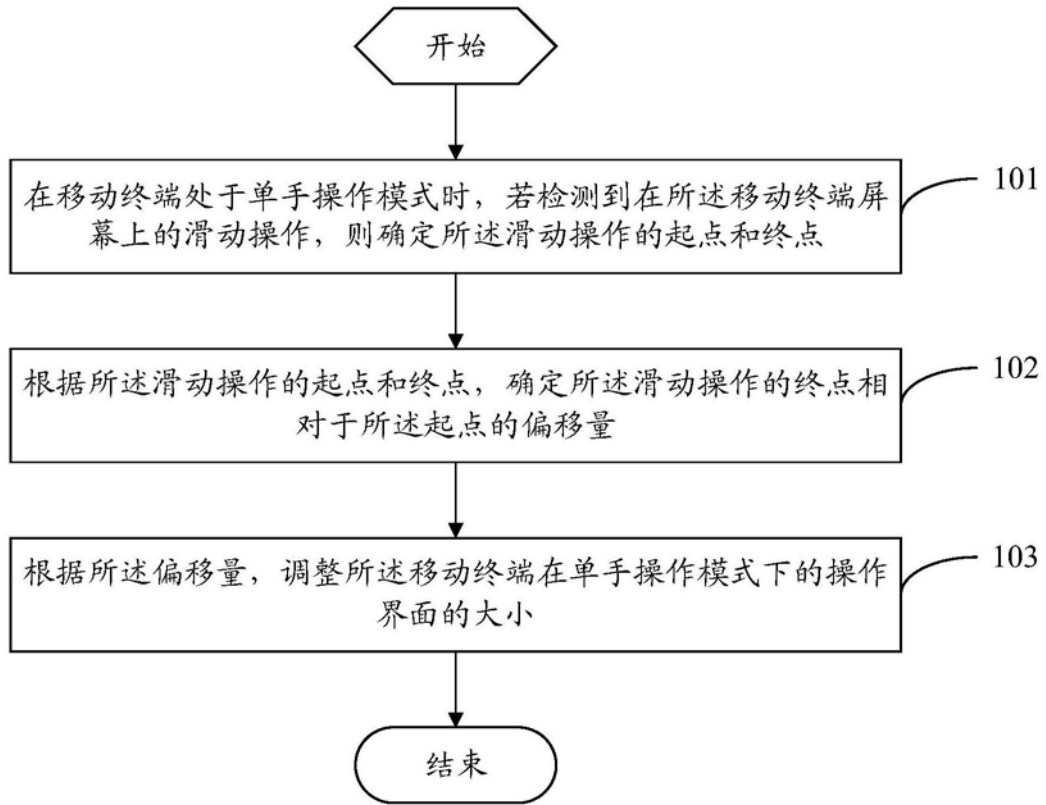 开始
在移动终端处于单手操作模式时，若检测到在所述移动终端屏
幕上的滑动操作，则确定所述滑动操作的起点和终点
101
根据所述滑动操作的起点和终点，确定所述滑动操作的终点相
对于所述起点的偏移量
102
根据所述偏移量，调整所述移动终端在单手操作模式下的操作
界面的大小
103
结束